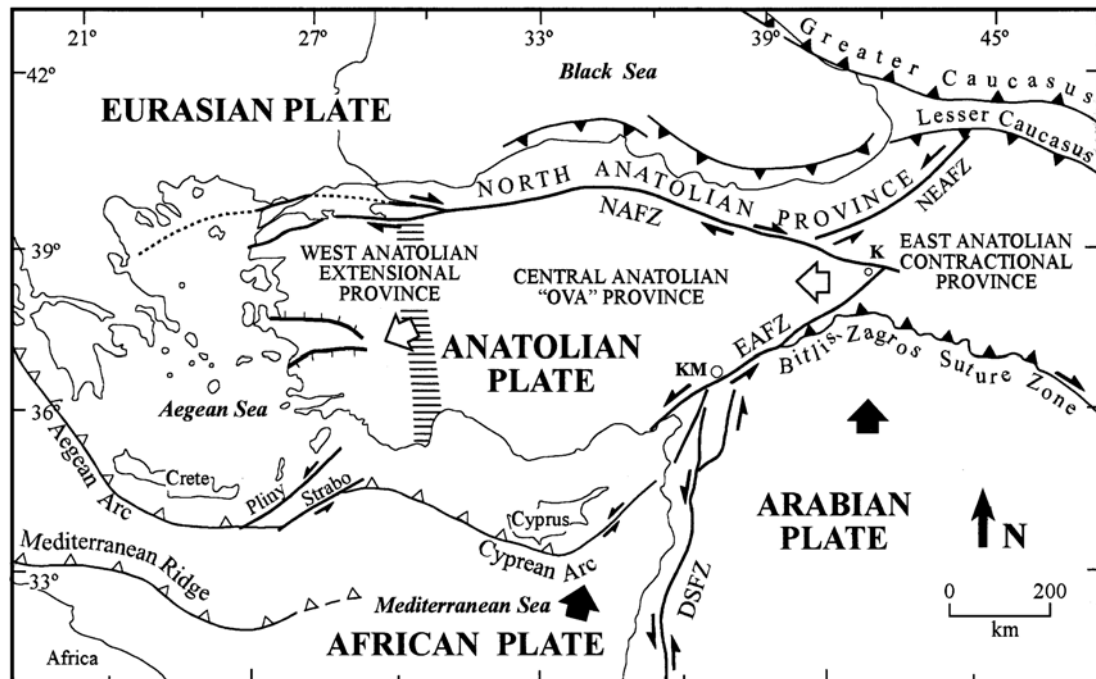 21°
27°
33°
39°
45°
42°
39°
36°
33°
Greater Caucasus
Lesser Caucasus
Black Sea
EURASIAN PLATE
NORTH ANATOLIAN PROVINCE
NAFZ
NEAFZ
WEST ANATOLIAN
EXTENSIONAL
PROVINCE
CENTRAL ANATOLIAN
“OVA” PROVINCE
K
EAST ANATOLIAN
CONTRACTIONAL
PROVINCE
ANATOLIAN
PLATE
EAFZ
KM
Bitlis-Zagros Suture Zone
Aegean Sea
Aegean Arc
Crete
Pliny
Strabo
Cyprus
Cyprean Arc
ARABIAN
PLATE
N
Mediterranean Ridge
Mediterranean Sea
DSFZ
AFRICAN PLATE
Africa
0
200
km